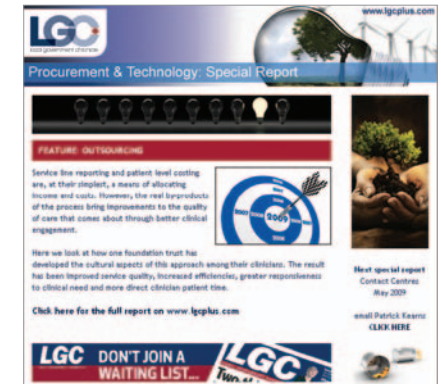 www.lgcplus.com
LGC
local government chronicle
Procurement & Technology: Special Report
FEATURE: OUTSOURCING
Service line reporting and patient level costing
are, at their simplest, a means of allocating
income and costs. However, the real byproducts
of the process bring improvements to the quality
of care that comes about through better clinical
engagement.
2009
Here we look at how one foundation trust has
developed the cultural aspects of this approach among their clinicians. The result
has been improved service quality, increased efficiencies, greater responsiveness
to clinical need and more direct clinician patient time.
Click here for the full report on www.lgcplus.com
Next special report
Contact Centres
May 2009
email Patrick Kearns
CLICK HERE
LGC DON'T JOIN A
WAITING LIST...
LGC